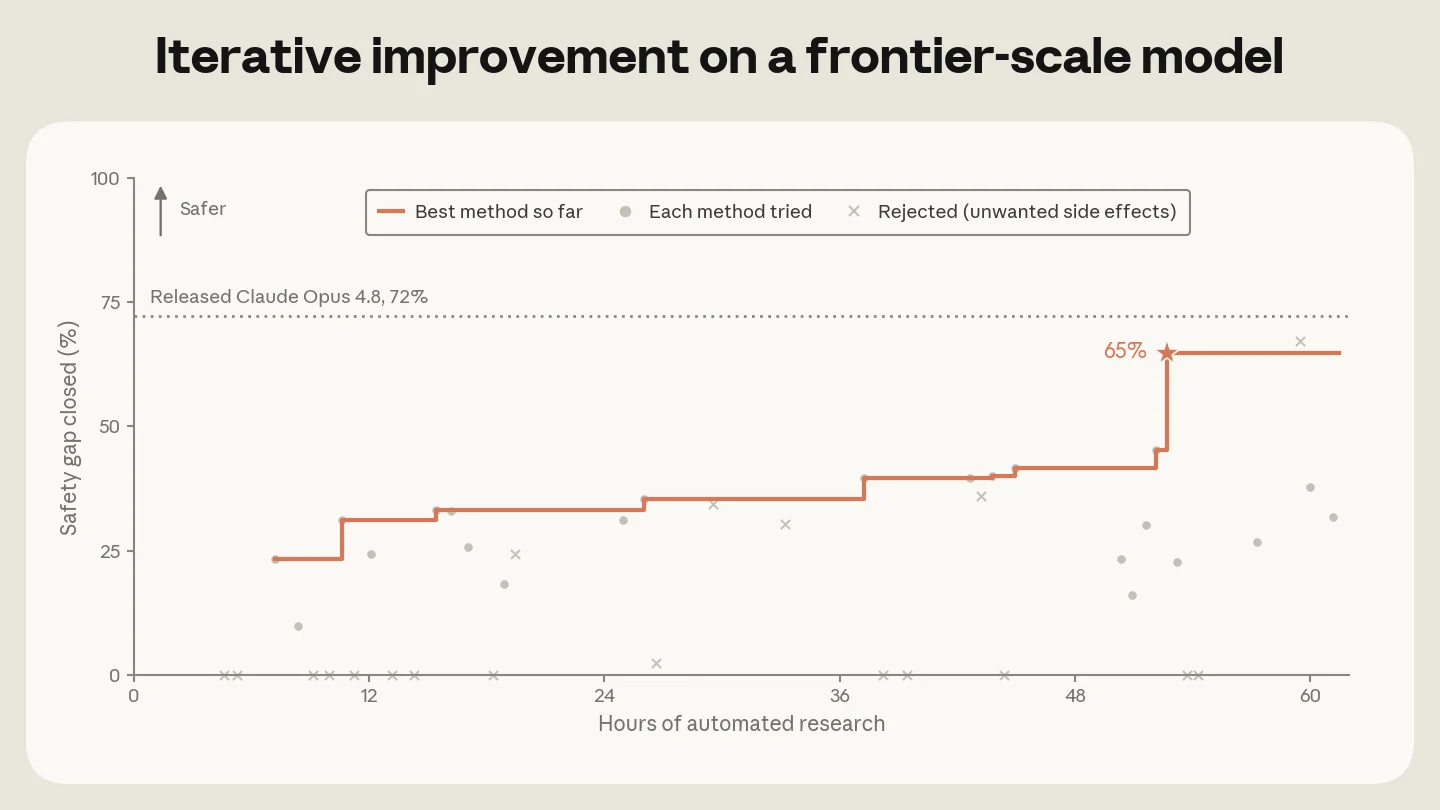 Iterative improvement on a frontier-scale model
100
Safer
Best method so far
Each method tried
Rejected (unwanted side effects)
75
Released Claude Opus 4.8, 72%
65%
50
25
0
Safety gap closed (%)
0
12
24
36
48
60
Hours of automated research